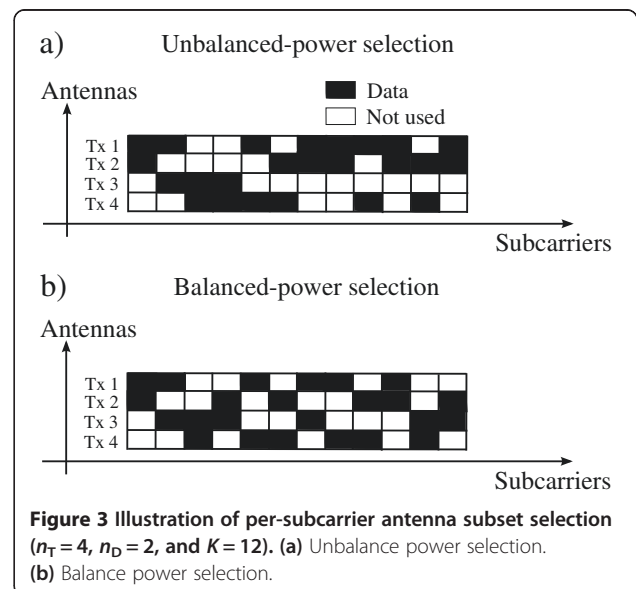 a) Unbalanced-power selection
Antennas
Data
Not used
Tx 1
Tx 2
Tx 3
Tx 4
Subcarriers
b) Balanced-power selection
Antennas
Tx 1
Tx 2
Tx 3
Tx 4
Subcarriers
Figure 3 Illustration of per-subcarrier antenna subset selection
(nT = 4, nD = 2, and K = 12). (a) Unbalance power selection.
(b) Balance power selection.